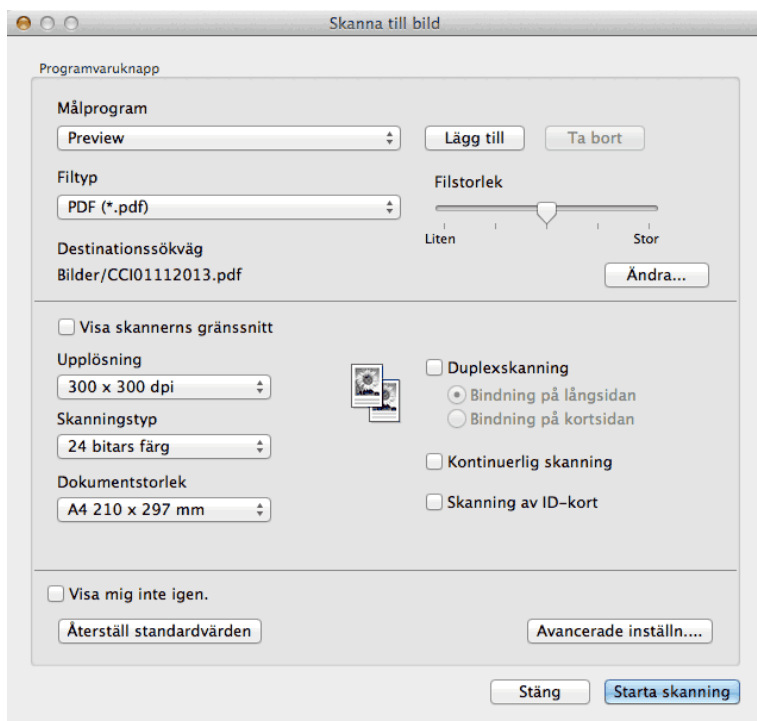 Skanna till bild
Programvaruknapp
Målprogram
Preview
Lägg till
Ta bort
Filtyp
Filstorlek
PDF (*.pdf)
Liten
Stor
Destinationssökväg
Bilder/CCI01112013.pdf
Ändra...
Visa skannerns gränssnitt
Upplösning
Duplexskanning
300 x 300 dpi
Bindning på långsidan
Skanningstyp
Bindning på kortsidan
24 bitars färg
Kontinuerlig skanning
Dokumentstorlek
Skanning av ID-kort
A4 210 x 297 mm
Visa mig inte igen.
Återställ standardvärden
Avancerade inställn....
Stäng
Starta skanning